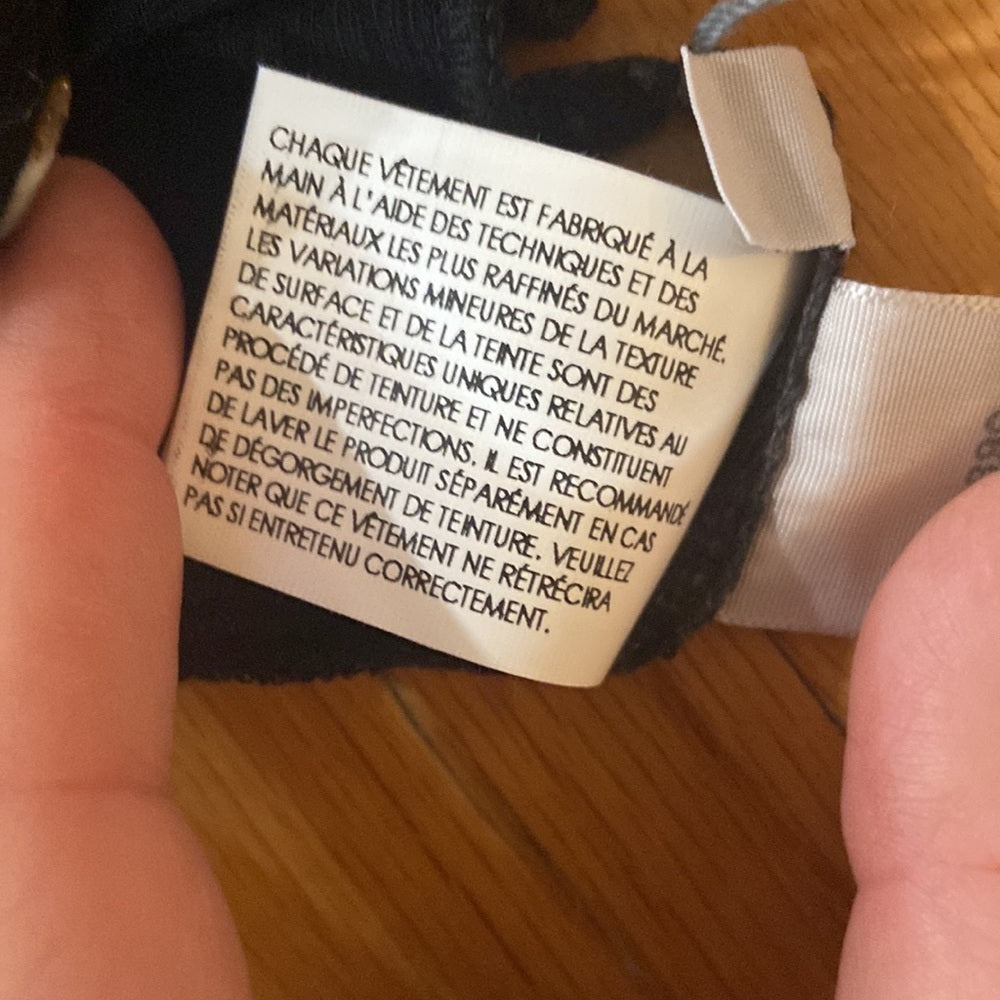 CHAQUE VÊTEMENT EST FABRIQUÉ À LA
MAIN À L'AIDE DES TECHNIQUES ET DES
MATÉRIAUX LES PLUS RAFFINÉS DU MARCHÉ.
LES VARIATIONS MINEURES DE LA TEXTURE
DE SURFACE ET DE LA TEINTE SONT DES
CARACTÉRISTIQUES UNIQUES RELATIVES AU
PROCÉDÉ DE TEINTURE ET NE CONSTITUENT
PAS DES IMPERFECTIONS. IL EST RECOMMANDÉ
DE LAVER LE PRODUIT SÉPARÉMENT EN CAS
DE DÉGORGEMENT DE TEINTURE. VEUILLEZ
NOTER QUE CE VÊTEMENT NE RÉTRÉCIRA
PAS SI ENTRETENU CORRECTEMENT.